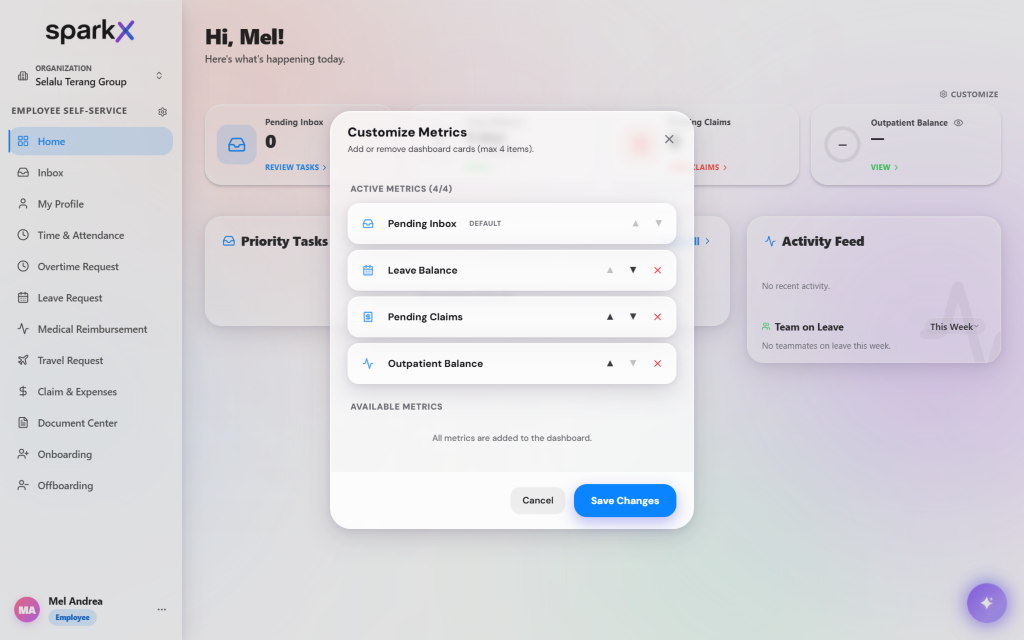 sparkX
ORGANIZATION
Selalu Terang Group
EMPLOYEE SELF-SERVICE
Home
Inbox
My Profile
Time & Attendance
Overtime Request
Leave Request
Medical Reimbursement
Travel Request
Claim & Expenses
Document Center
Onboarding
Offboarding
MA
Mel Andrea
Employee
Hi, Mel!
Here's what's happening today.
CUSTOMIZE
Pending Inbox
0
REVIEW TASKS
Claims
CLAIMS
Outpatient Balance
VIEW
Priority Tasks
Activity Feed
No recent activity.
Team on Leave
This Week
No teammates on leave this week.
Customize Metrics
Add or remove dashboard cards (max 4 items).
ACTIVE METRICS (4/4)
Pending Inbox DEFAULT
Leave Balance
Pending Claims
Outpatient Balance
AVAILABLE METRICS
All metrics are added to the dashboard.
Cancel
Save Changes